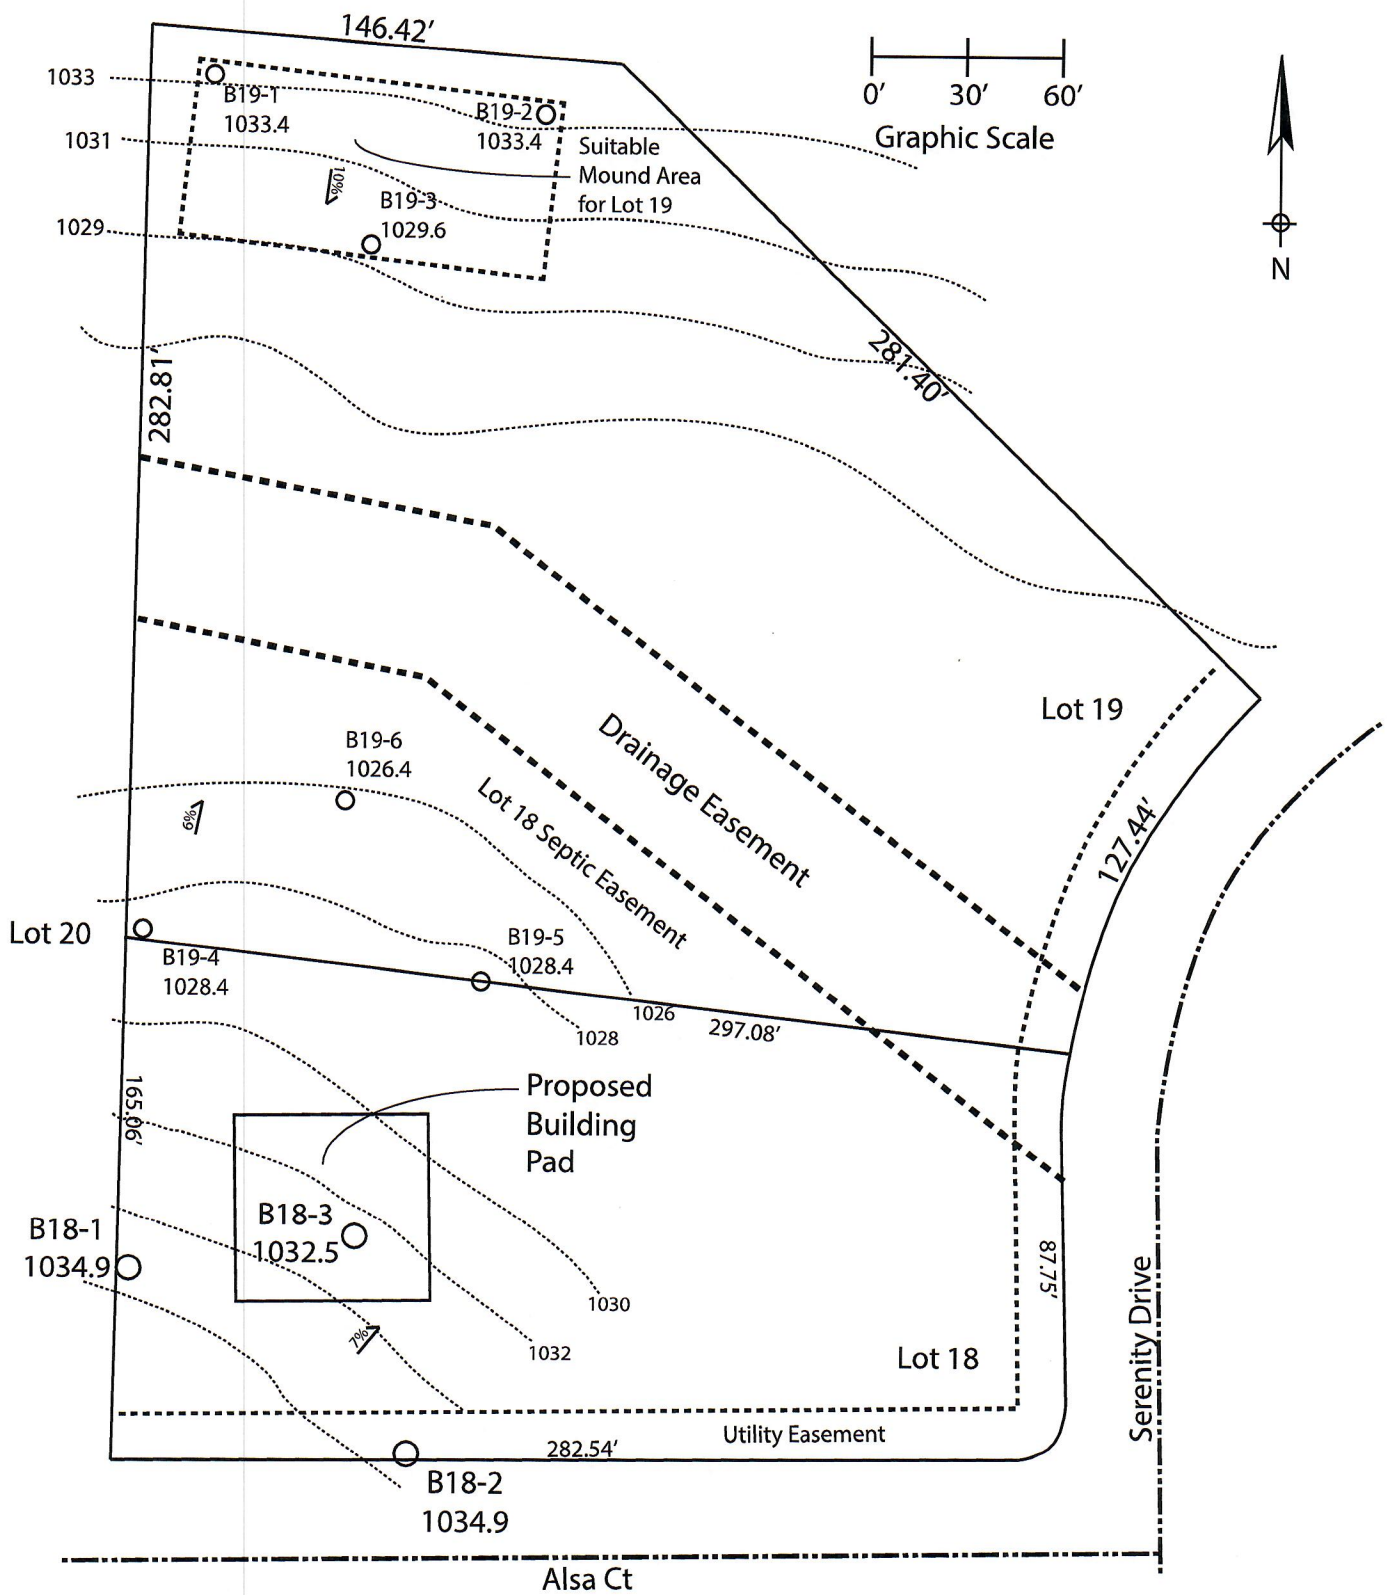 146.42'
0' 30' 60'
Graphic Scale
N
1033
1031
1029
B19-1
1033.4
B19-2
1033.4
Suitable
Mound Area
for Lot 19
10%
B19-3
1029.6
282.81'
281.40'
Lot 19
Drainage Easement
Lot 18 Septic Easement
127.44'
B19-6
1026.4
6%
Lot 20
B19-4
1028.4
B19-5
1028.4
1026
1028
297.08'
165.06'
Proposed
Building
Pad
B18-1
1034.9
B18-3
1032.5
1030
1032
7%
87.75'
Lot 18
Serenity Drive
Utility Easement
282.54'
B18-2
1034.9
Alsa Ct